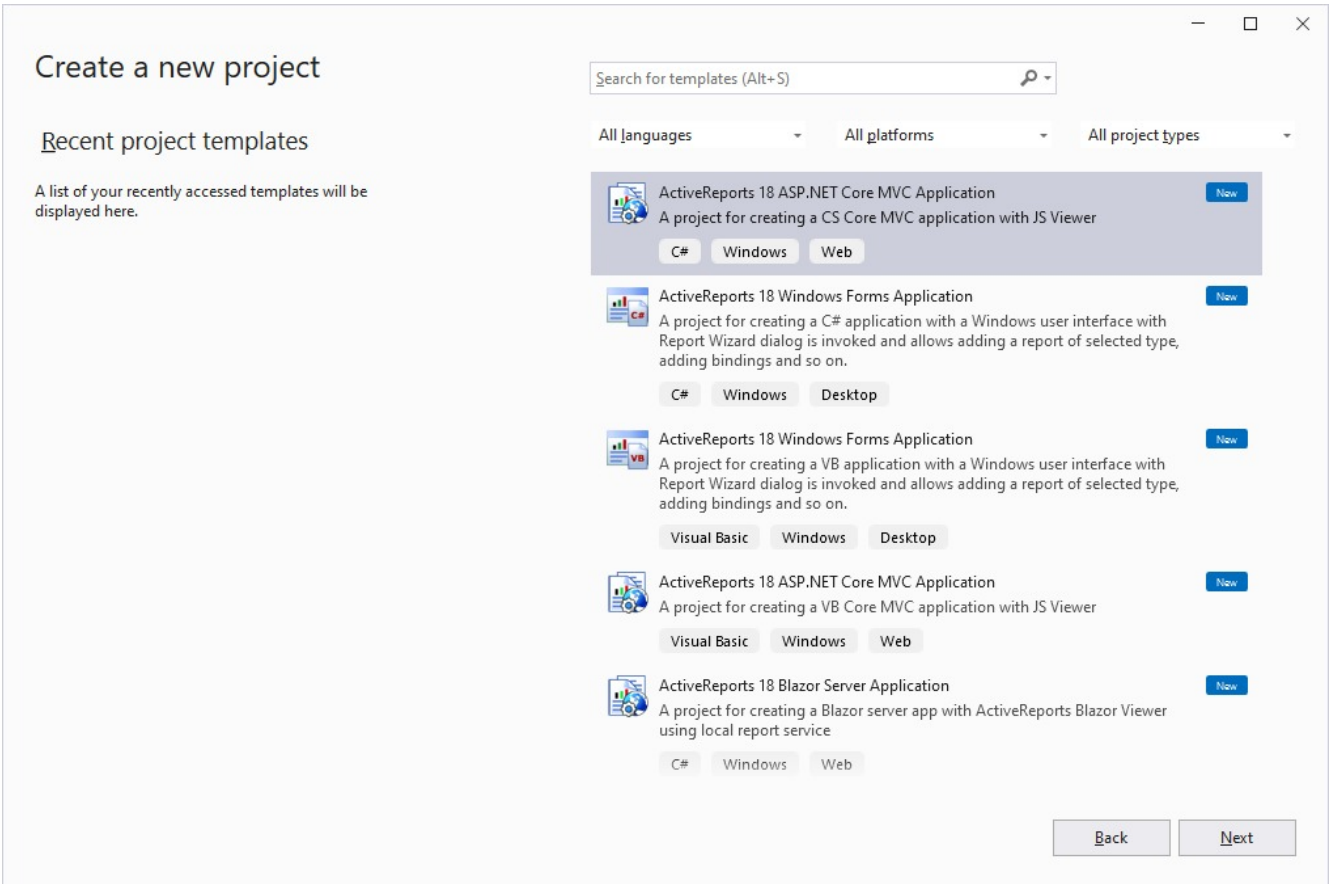 Create a new project
Search for templates (Alt+S)
Recent project templates
All languages
All platforms
All project types
A list of your recently accessed templates will be
displayed here.
ActiveReports 18 ASP.NET Core MVC Application
New
A project for creating a CS Core MVC application with JS Viewer
C# Windows Web
ActiveReports 18 Windows Forms Application
New
C#
A project for creating a C# application with a Windows user interface with
Report Wizard dialog is invoked and allows adding a report of selected type,
adding bindings and so on.
C# Windows Desktop
ActiveReports 18 Windows Forms Application
New
VB
A project for creating a VB application with a Windows user interface with
Report Wizard dialog is invoked and allows adding a report of selected type,
adding bindings and so on.
Visual Basic Windows Desktop
ActiveReports 18 ASP.NET Core MVC Application
New
A project for creating a VB Core MVC application with JS Viewer
Visual Basic Windows Web
ActiveReports 18 Blazor Server Application
New
A project for creating a Blazor server app with ActiveReports Blazor Viewer
using local report service
C# Windows Web
Back
Next